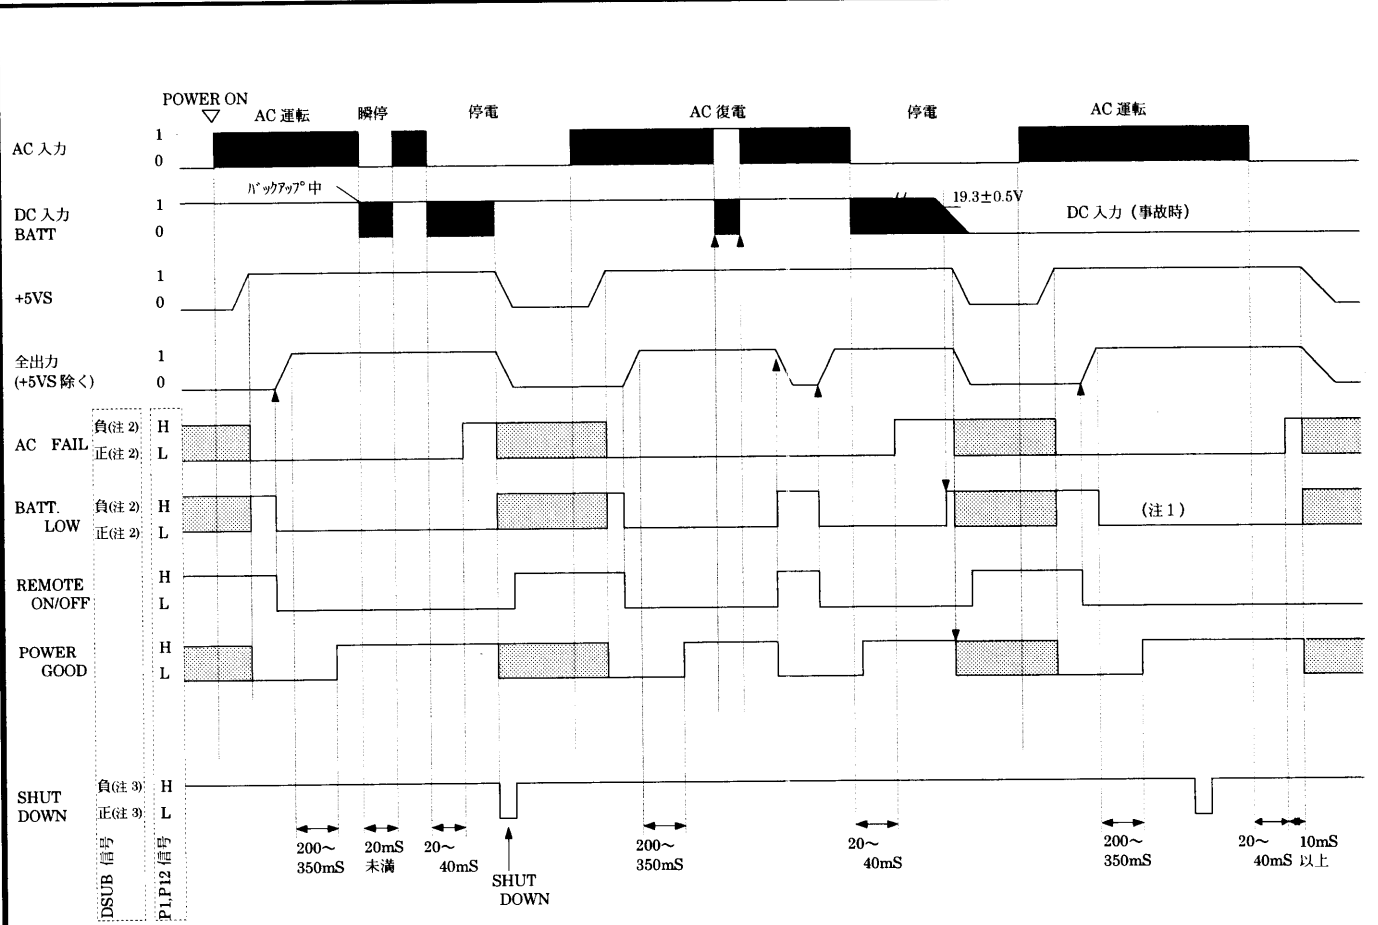 POWER ON
AC 運転
瞬停
停電
AC 復電
停電
AC 運転
AC 入力
1
0
バックアップ中
19.3±0.5V
DC 入力
BATT
1
0
DC 入力（事故時）
+5VS
1
0
全出力
(+5VS 除く)
1
0
AC FAIL
負(注 2)
正(注 2)
H
L
BATT.
LOW
負(注 2)
正(注 2)
H
L
（注 1）
REMOTE
ON/OFF
H
L
POWER
GOOD
H
L
SHUT
DOWN
負(注 3)
正(注 3)
H
L
DSUB 信号
P1,P12 信号
200～
350mS
20mS
未満
20～
40mS
SHUT
DOWN
200～
350mS
20～
40mS
200～
350mS
20～
40mS
10mS
以上